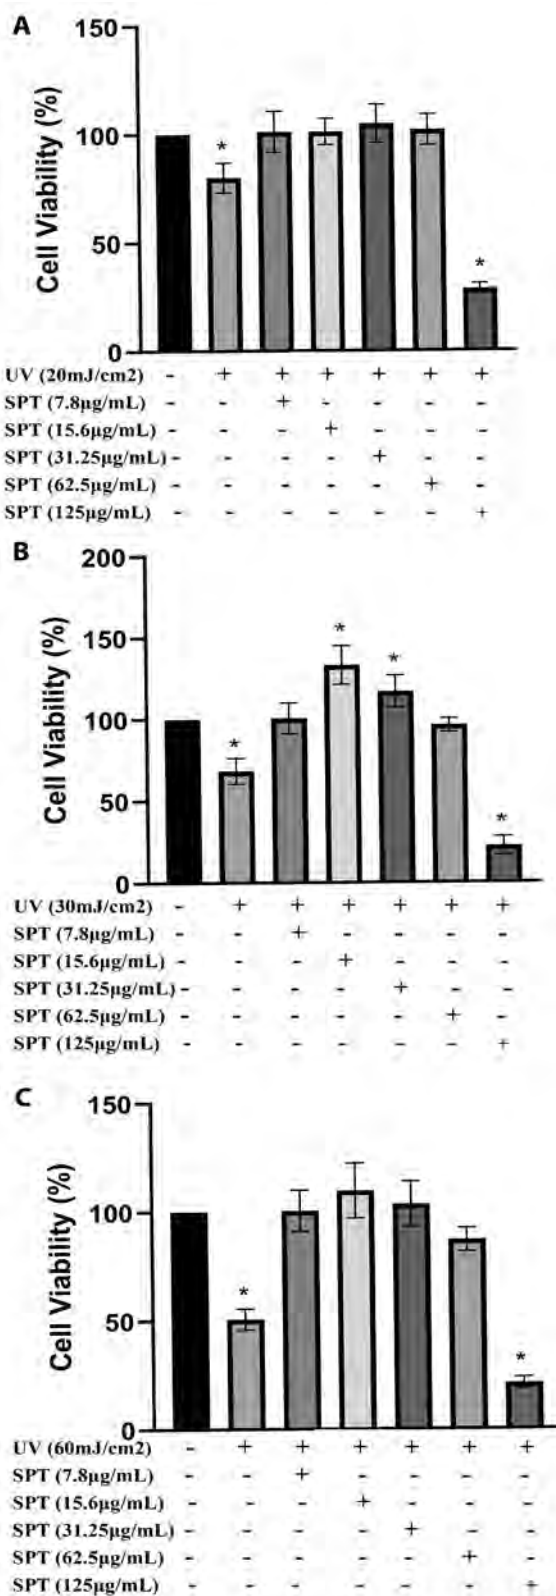 A
150
100
50
0
Cell Viability (%)
* *
UV (20mJ/cm2) - + + + + + +
SPT (7.8µg/mL) - - + - - - -
SPT (15.6µg/mL) - - - + - - -
SPT (31.25µg/mL) - - - - + - -
SPT (62.5µg/mL) - - - - - + -
SPT (125µg/mL) - - - - - - +
B
200
150
100
50
0
Cell Viability (%)
* * * *
UV (30mJ/cm2) - + + + + + +
SPT (7.8µg/mL) - - + - - - -
SPT (15.6µg/mL) - - - + - - -
SPT (31.25µg/mL) - - - - + - -
SPT (62.5µg/mL) - - - - - + -
SPT (125µg/mL) - - - - - - +
C
150
100
50
0
Cell Viability (%)
* *
UV (60mJ/cm2) - + + + + + +
SPT (7.8µg/mL) - - + - - - -
SPT (15.6µg/mL) - - - + - - -
SPT (31.25µg/mL) - - - - + - -
SPT (62.5µg/mL) - - - - - + -
SPT (125µg/mL) - - - - - - +